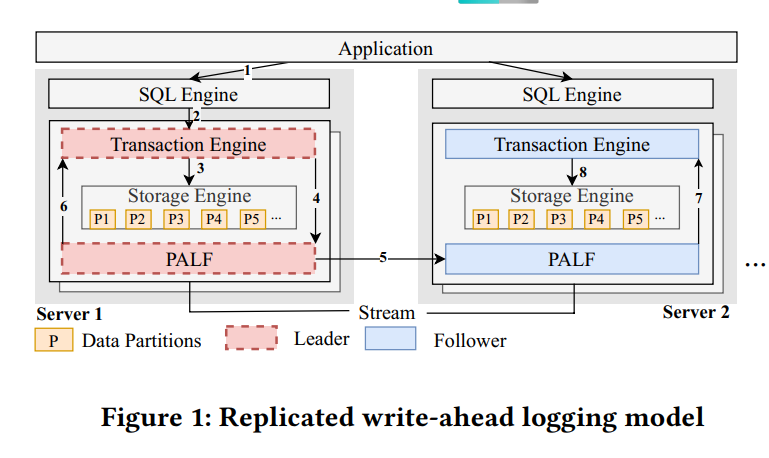 Application
1
SQL Engine
SQL Engine
2
Transaction Engine
Transaction Engine
3
8
Storage Engine
Storage Engine
6
4
7
P1 P2 P3 P4 P5 ...
P1 P2 P3 P4 P5 ...
PALF
5
PALF
...
Stream
Server 1
Server 2
P Data Partitions Leader Follower
Figure 1: Replicated write-ahead logging model